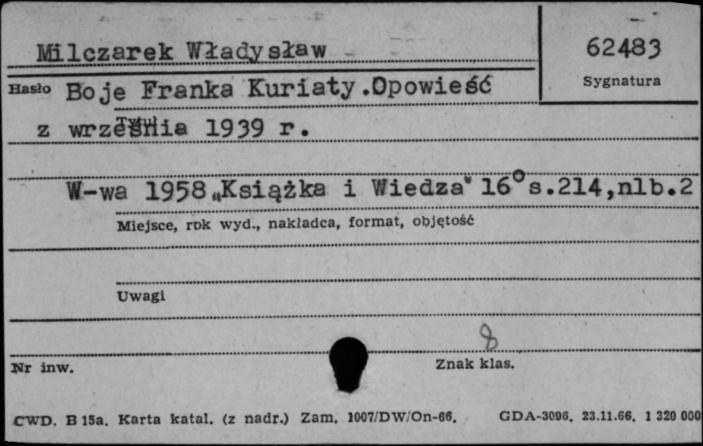 Milczarek Władysław
62483
Sygnatura
Hasło Boje Franka Kuriaty.Opowieść
Tytuł
z września 1939 r.
W-wa 1958 „Książka i Wiedza" 16° s.214,nlb.2
Miejsce, rok wyd., nakładca, format, objętość
Uwagi
8
Nr inw.
Znak klas.
CWD. B 15a. Karta katal. (z nadr.) Zam. 1007/DW/On-66. GDA-3096. 23.11.66. 1 320 000